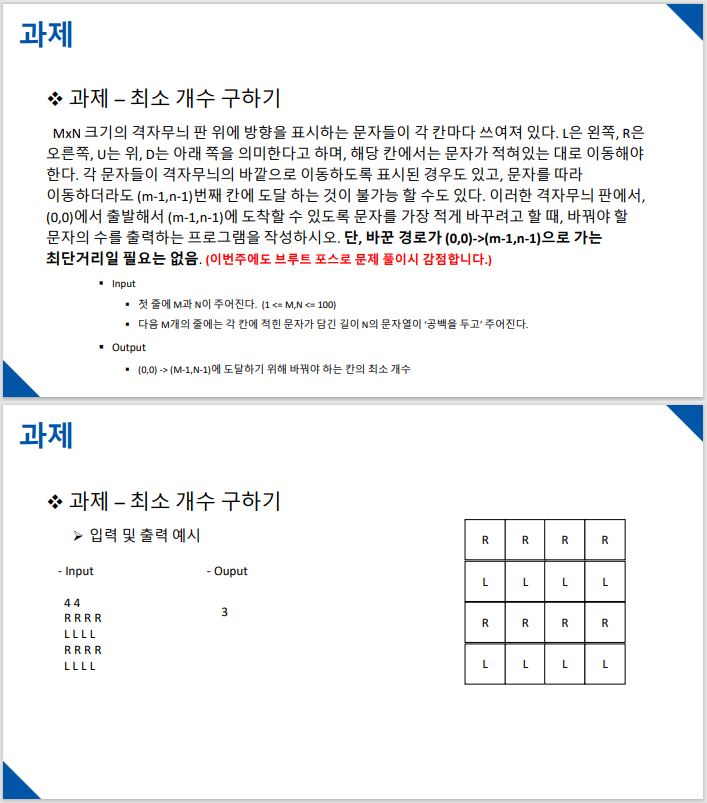 과제
❖ 과제 – 최소 개수 구하기
MxN 크기의 격자무늬 판 위에 방향을 표시하는 문자들이 각 칸마다 쓰여져 있다. L은 왼쪽, R은
오른쪽, U는 위, D는 아래 쪽을 의미한다고 하며, 해당 칸에서는 문자가 적혀있는 대로 이동해야
한다. 각 문자들이 격자무늬의 바깥으로 이동하도록 표시된 경우도 있고, 문자를 따라
이동하더라도 (m-1,n-1)번째 칸에 도달 하는 것이 불가능 할 수도 있다. 이러한 격자무늬 판에서,
(0,0)에서 출발해서 (m-1,n-1)에 도착할 수 있도록 문자를 가장 적게 바꾸려고 할 때, 바꿔야 할
문자의 수를 출력하는 프로그램을 작성하시오. 단, 바꾼 경로가 (0,0)->(m-1,n-1)으로 가는
최단거리일 필요는 없음. (이번주에도 브루트 포스로 문제 풀이시 감점합니다.)
▪ Input
▪ 첫 줄에 M과 N이 주어진다. (1 <= M,N <= 100)
▪ 다음 M개의 줄에는 각 칸에 적힌 문자가 담긴 길이 N의 문자열이 ‘공백을 두고’ 주어진다.
▪ Output
▪ (0,0) -> (M-1,N-1)에 도달하기 위해 바꿔야 하는 칸의 최소 개수
과제
❖ 과제 – 최소 개수 구하기
➢ 입력 및 출력 예시
- Input
4 4
R R R R
L L L L
R R R R
L L L L
- Ouput
3
R R R R
L L L L
R R R R
L L L L